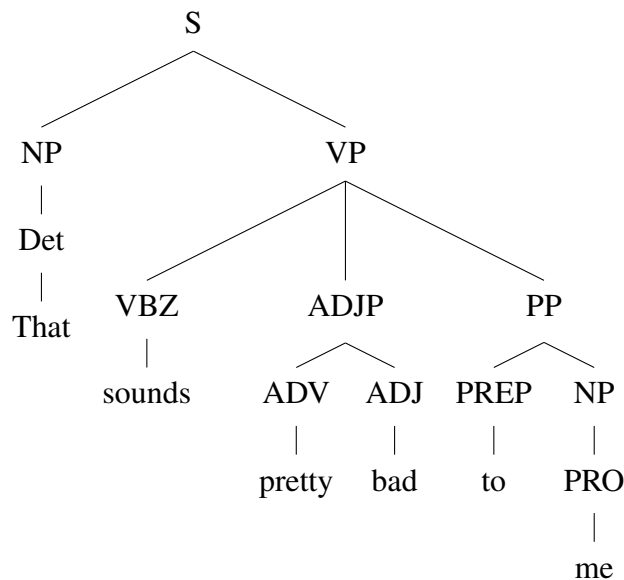 S
NP VP
Det
VBZ ADJP PP
That
sounds ADV ADJ PREP NP
pretty bad to PRO
me